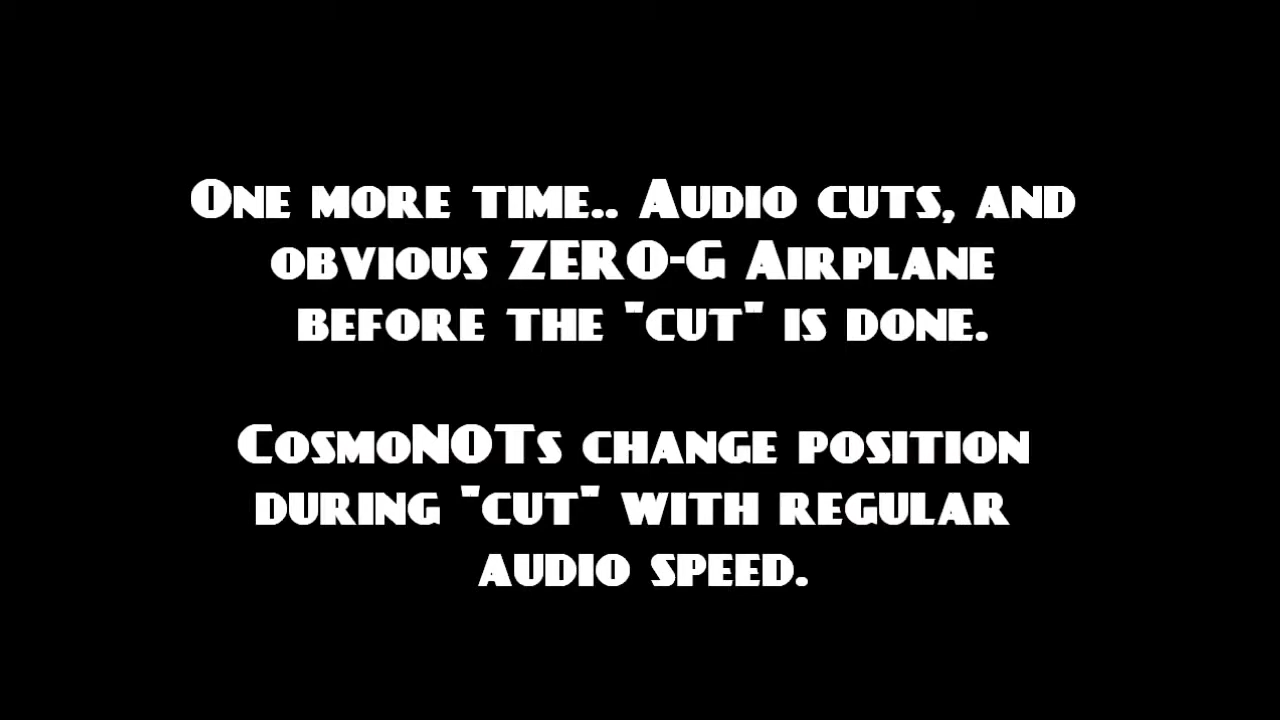 One more time.. Audio cuts, and
obvious ZERO-G Airplane
before the "cut" is done.
CosmoNOTs change position
during "cut" with regular
audio speed.